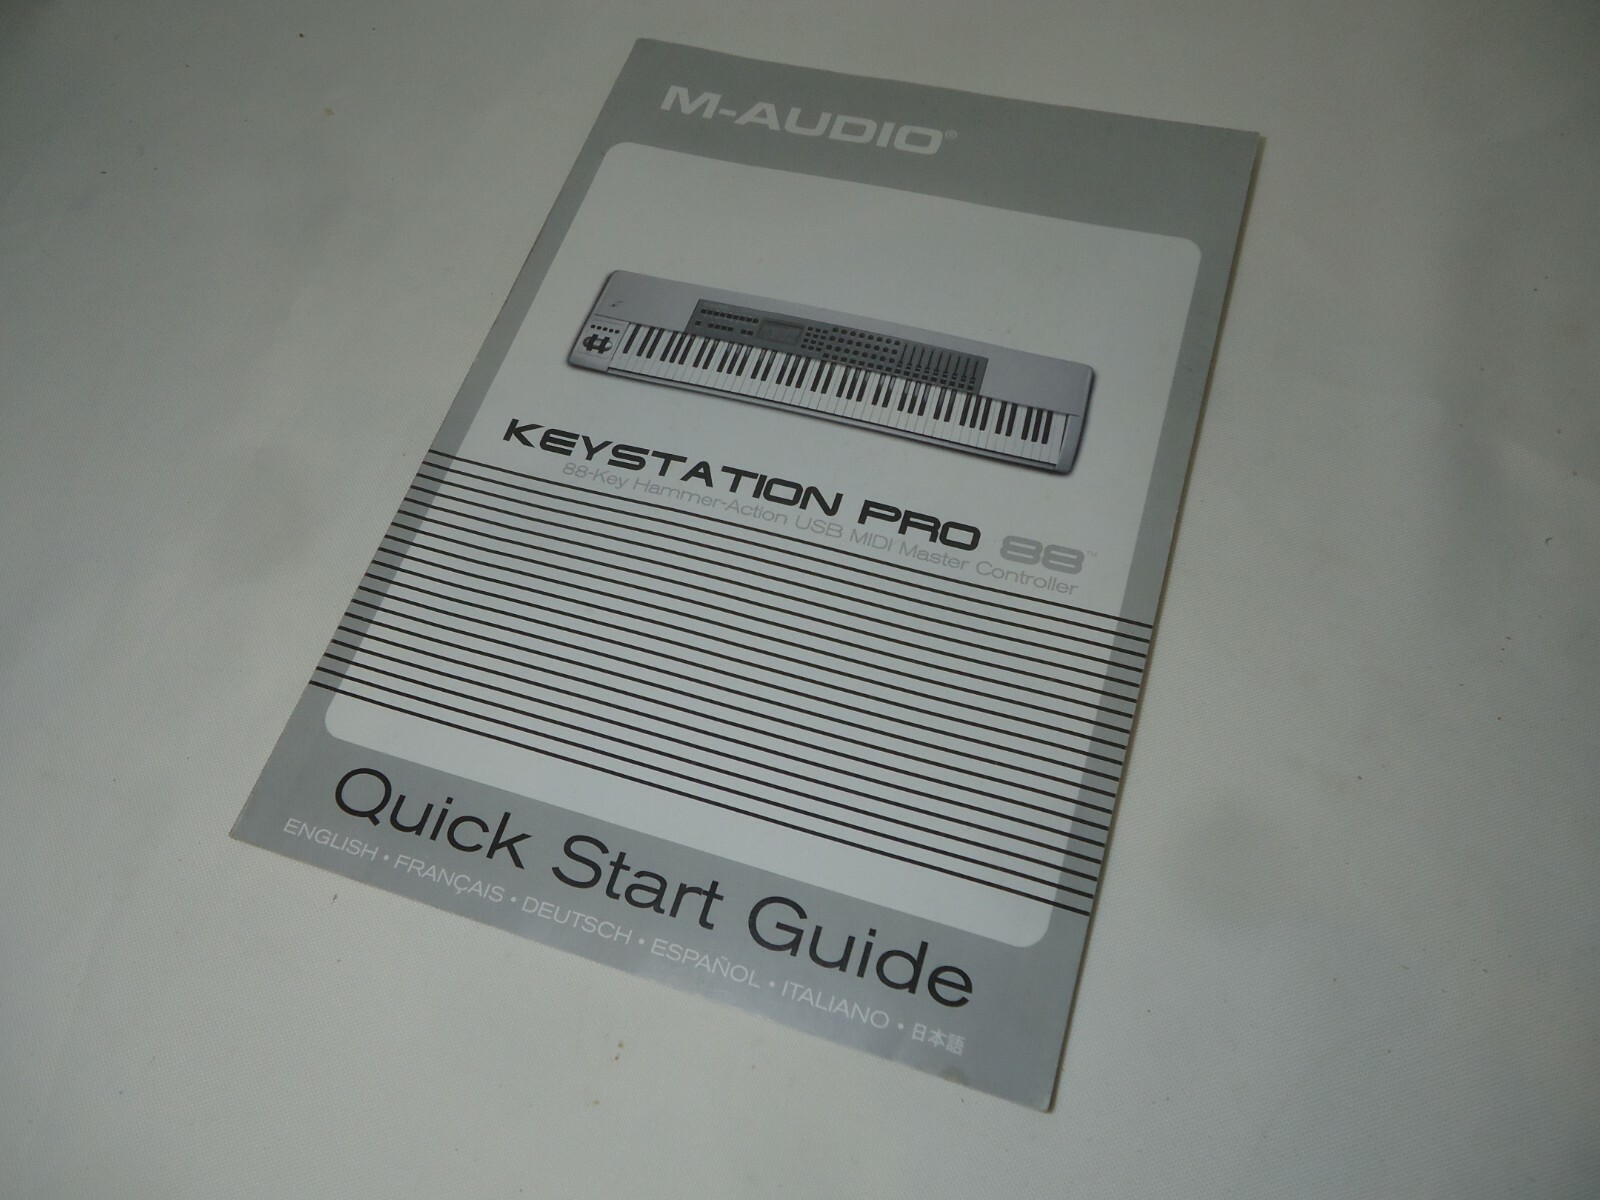 M-AUDIO®
KEYSTATION PRO 88™
88-Key Hammer-Action USB MIDI Master Controller
Quick Start Guide
ENGLISH • FRANÇAIS • DEUTSCH • ESPAÑOL • ITALIANO • 日本語